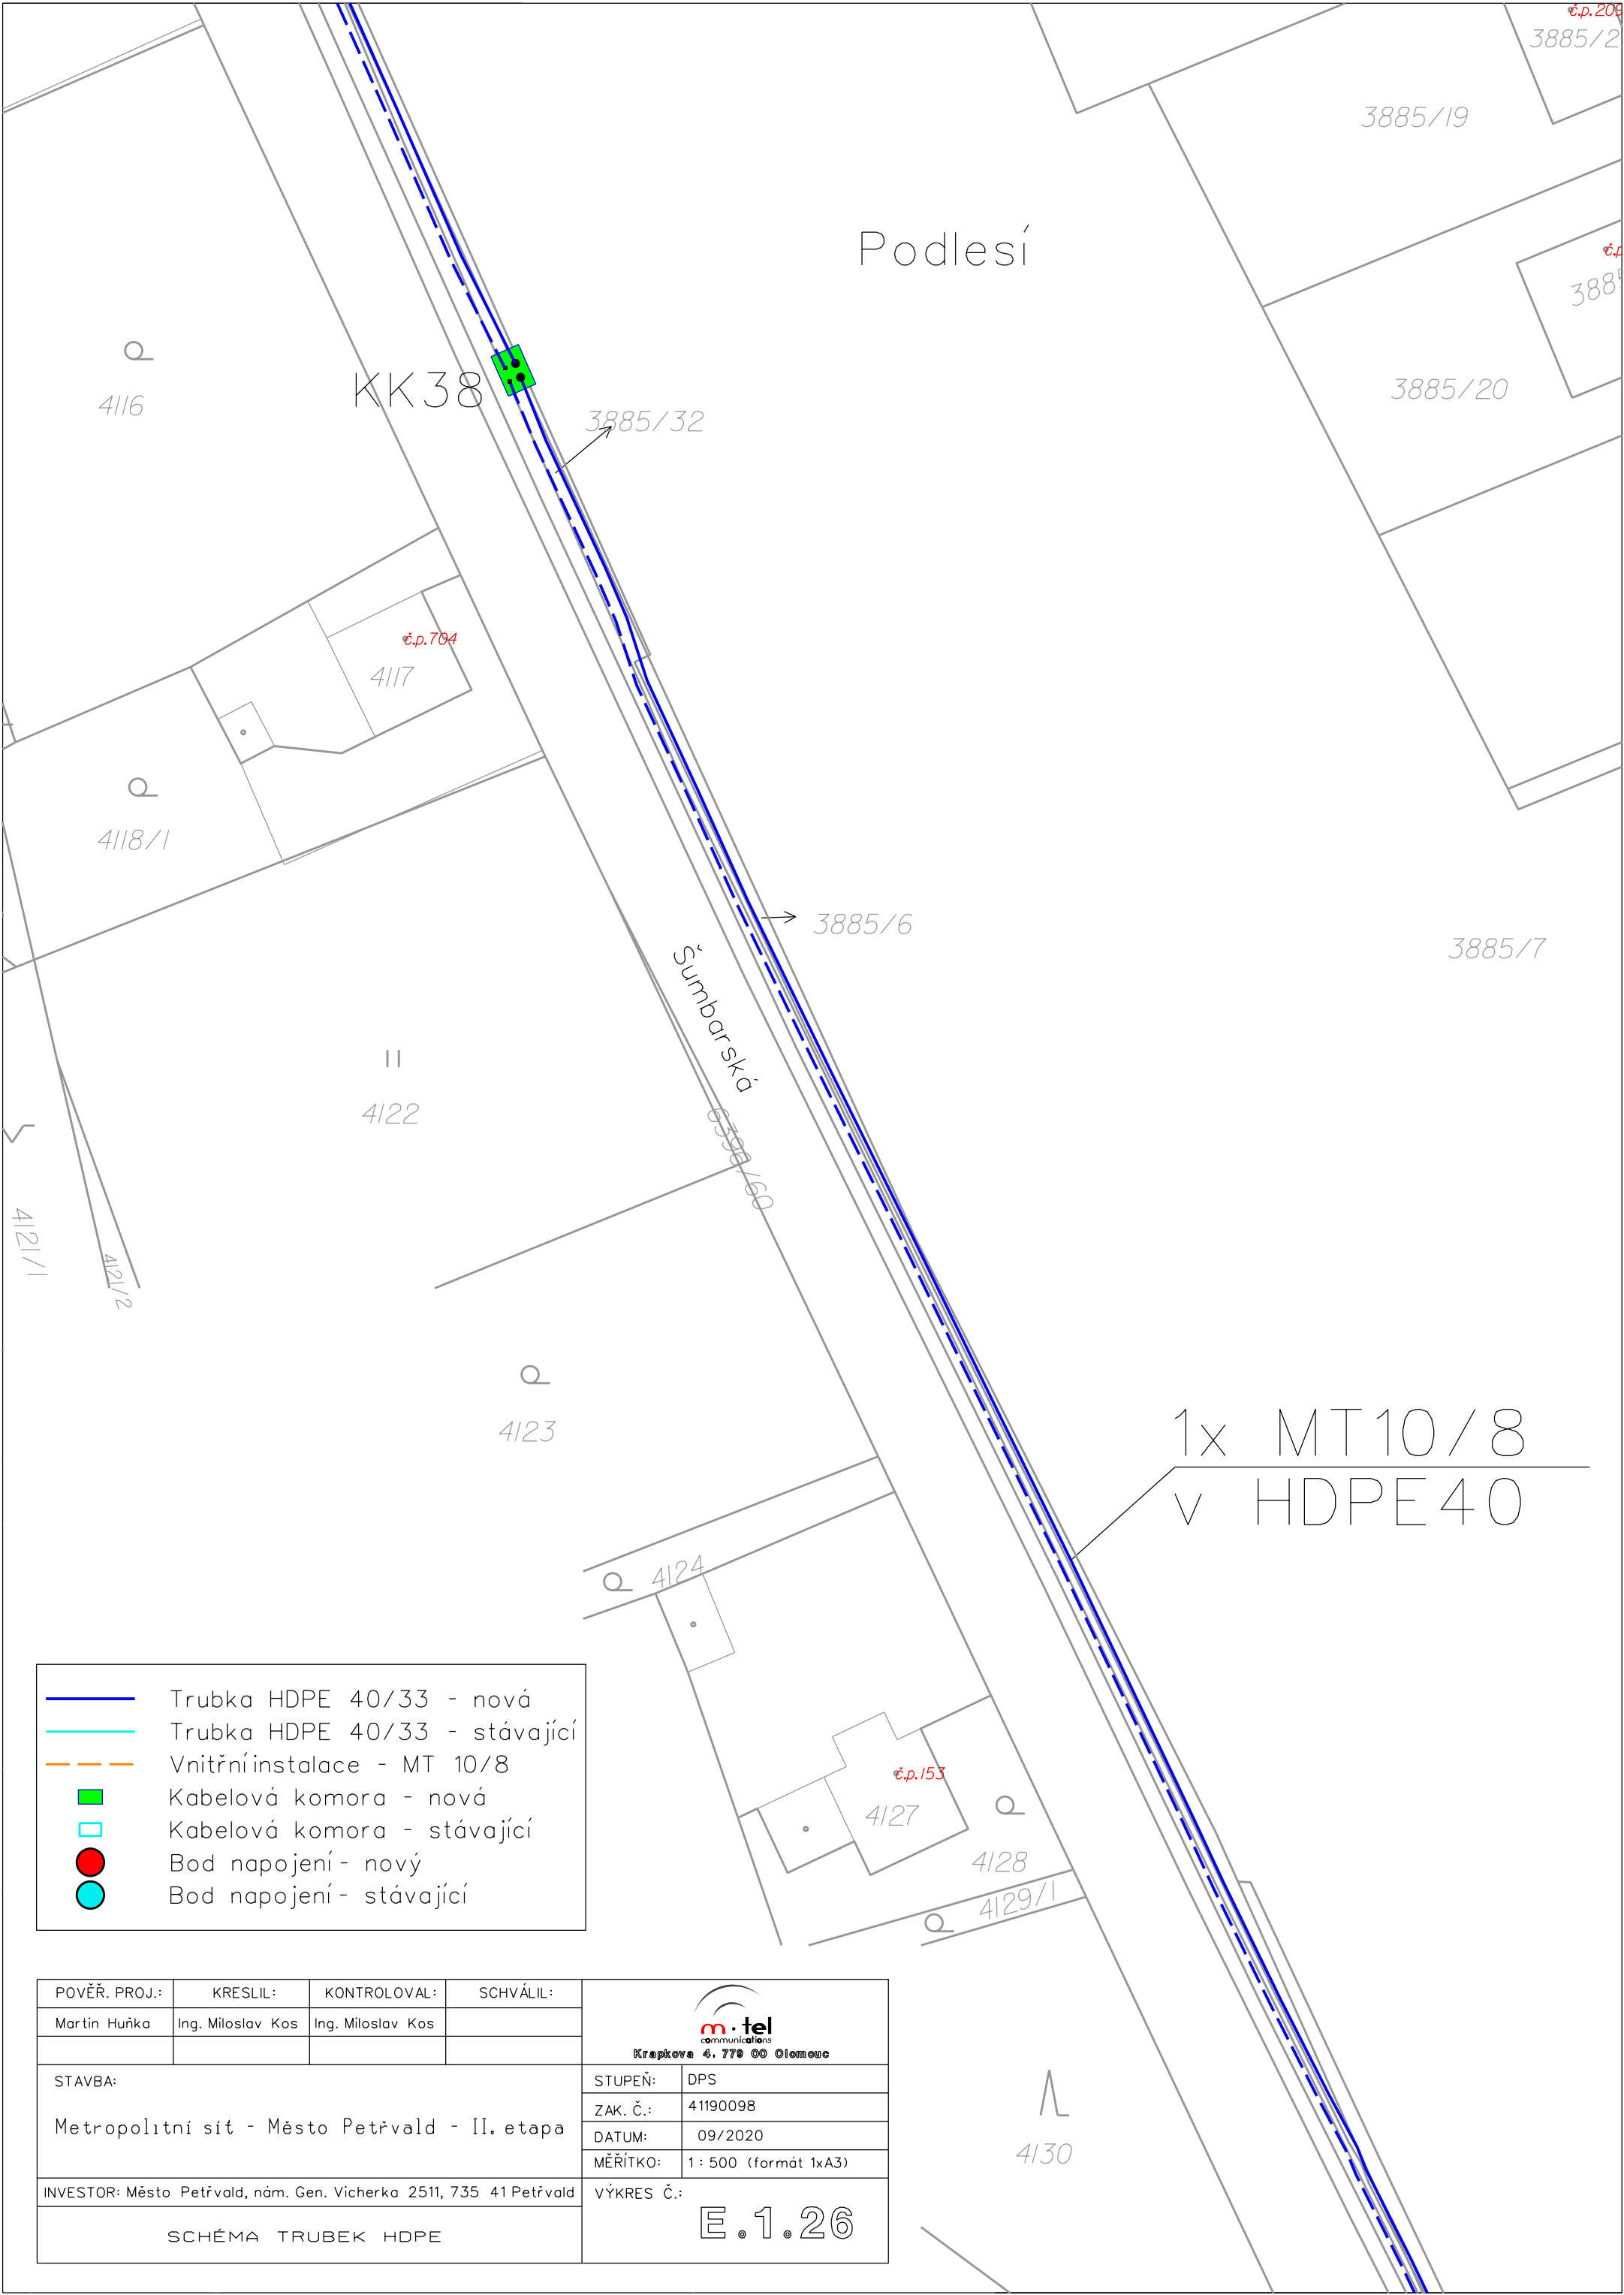 č.p.209
3885/2
3885/19
Podlesí
č.p
3885
KK38
4116
3885/32
3885/20
č.p.704
4117
4118/1
3885/6
3885/7
Šumbarská
4122
6396/60
4121/1
4121/2
4123
1x MT10/8
v HDPE40
4124
č.p.153
4127
4128
4129/1
4130
Trubka HDPE 40/33 - nová
Trubka HDPE 40/33 - stávající
Vnitřní instalace - MT 10/8
Kabelová komora - nová
Kabelová komora - stávající
Bod napojení - nový
Bod napojení - stávající
POVĚŘ. PROJ.: KRESLIL: KONTROLOVAL: SCHVÁLIL:
Martin Huňka Ing. Miloslav Kos Ing. Miloslav Kos
m·tel
communications
Krapkova 4, 779 00 Olomouc
STAVBA:
Metropolitní síť - Město Petřvald - II. etapa
STUPEŇ: DPS
ZAK. Č.: 41190098
DATUM: 09/2020
MĚŘÍTKO: 1 : 500 (formát 1xA3)
INVESTOR: Město Petřvald, nám. Gen. Vicherka 2511, 735 41 Petřvald
VÝKRES Č.:
E.1.26
SCHÉMA TRUBEK HDPE